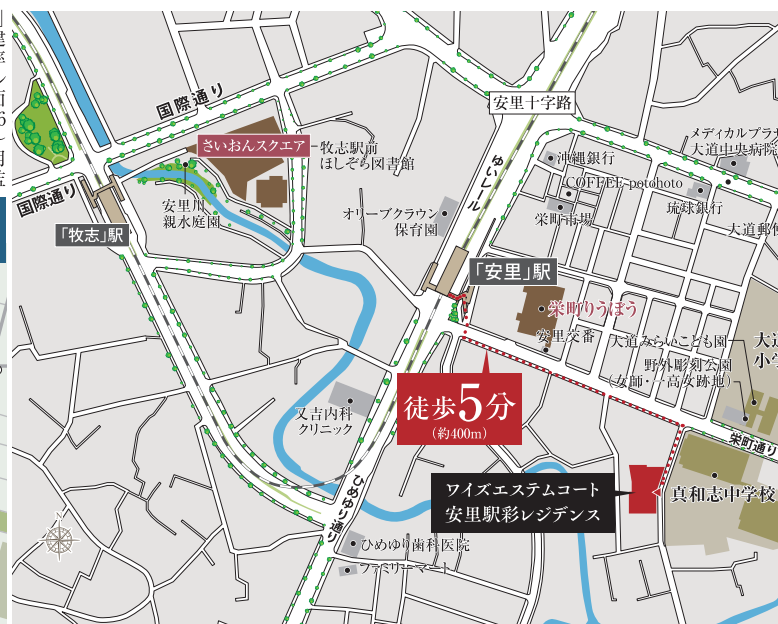 国際通り
安里十字路
さいおんスクエア
牧志駅前
ほしぞら図書館
国際通り
安里川
親水庭園
「牧志」駅
オリーブクラウン
保育園
ゆいレール
沖縄銀行
COFFEE potohoto
栄町市場
メディカルプラ
大道中央病院
琉球銀行
大道郵便
「安里」駅
栄町りうぼう
安里交番
大道みらいこども園
野外彫刻公園
(女師・一高女跡地)
大道
小学
徒歩5分
(約400m)
又吉内科
クリニック
栄町通り
ワイズエステムコート
安里駅彩レジデンス
真和志中学校
ひめゆり通り
ひめゆり歯科医院
ファミリーマート